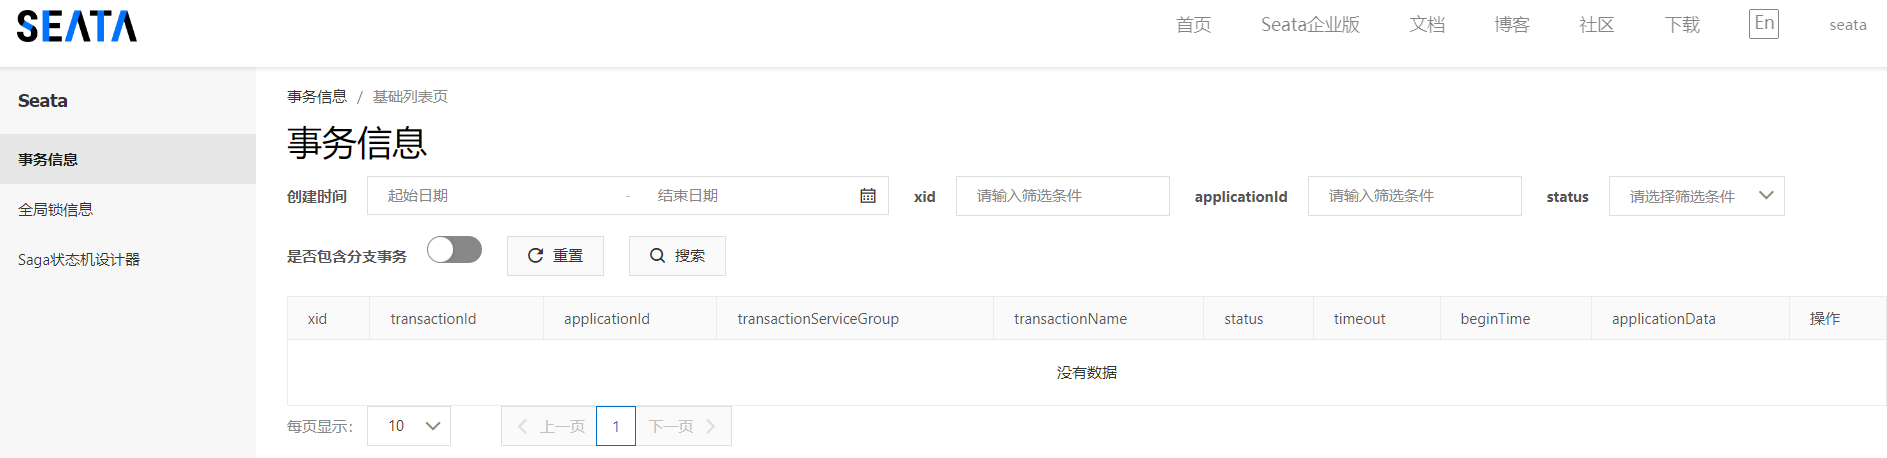 SEATA 首页 Seata企业版 文档 博客 社区 下载 En seata
Seata
事务信息
全局锁信息
Saga状态机设计器
事务信息 / 基础列表页
事务信息
创建时间 起始日期 - 结束日期 xid 请输入筛选条件 applicationId 请输入筛选条件 status 请选择筛选条件
是否包含分支事务 重置 搜索
xid transactionId applicationId transactionServiceGroup transactionName status timeout beginTime applicationData 操作
没有数据
每页显示: 10 上一页 1 下一页